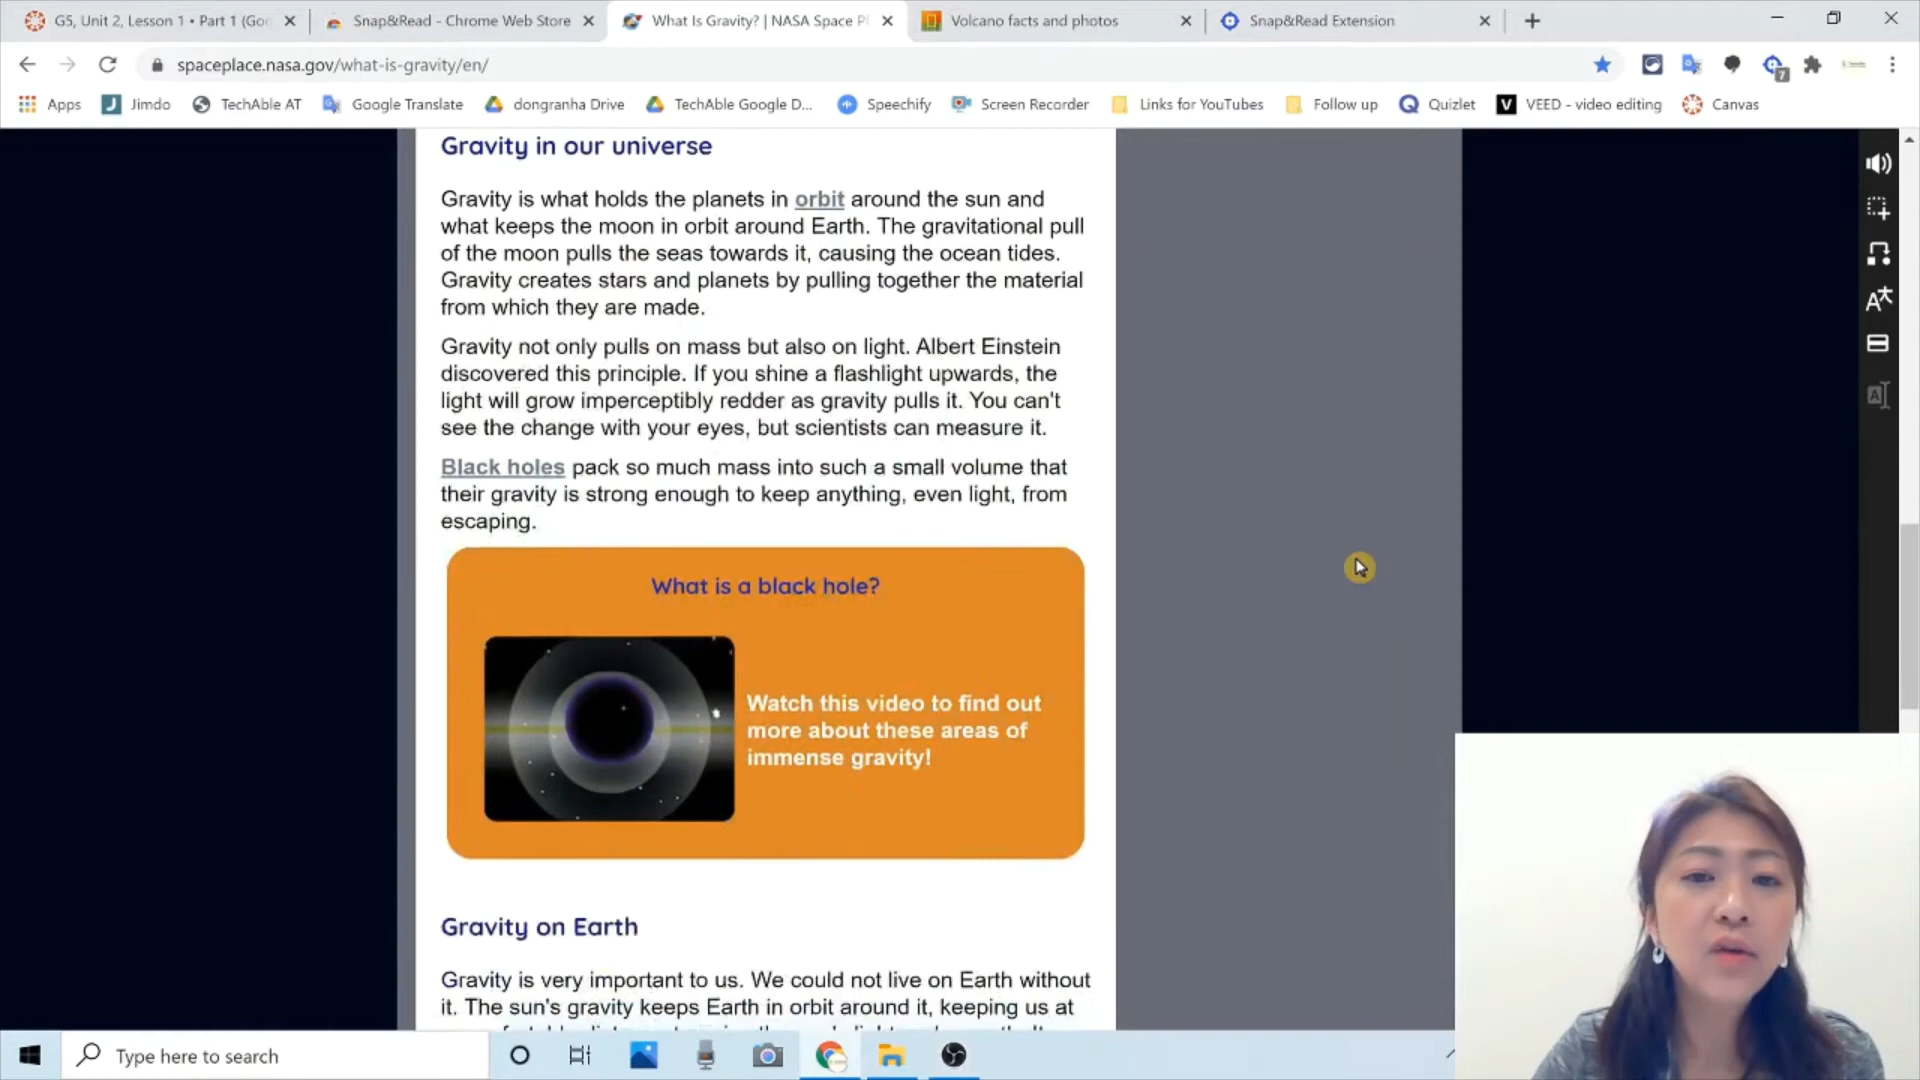 G5, Unit 2, Lesson 1 • Part 1 (Goo
Snap&Read - Chrome Web Store
What Is Gravity? | NASA Space Pl
Volcano facts and photos
Snap&Read Extension
spaceplace.nasa.gov/what-is-gravity/en/
7
Apps
Jimdo
TechAble AT
Google Translate
dongranha Drive
TechAble Google D...
Speechify
Screen Recorder
Links for YouTubes
Follow up
Quizlet
VEED - video editing
Canvas
Gravity in our universe
Gravity is what holds the planets in orbit around the sun and
what keeps the moon in orbit around Earth. The gravitational pull
of the moon pulls the seas towards it, causing the ocean tides.
Gravity creates stars and planets by pulling together the material
from which they are made.
Gravity not only pulls on mass but also on light. Albert Einstein
discovered this principle. If you shine a flashlight upwards, the
light will grow imperceptibly redder as gravity pulls it. You can't
see the change with your eyes, but scientists can measure it.
Black holes pack so much mass into such a small volume that
their gravity is strong enough to keep anything, even light, from
escaping.
What is a black hole?
Watch this video to find out
more about these areas of
immense gravity!
Gravity on Earth
Gravity is very important to us. We could not live on Earth without
it. The sun's gravity keeps Earth in orbit around it, keeping us at
Type here to search